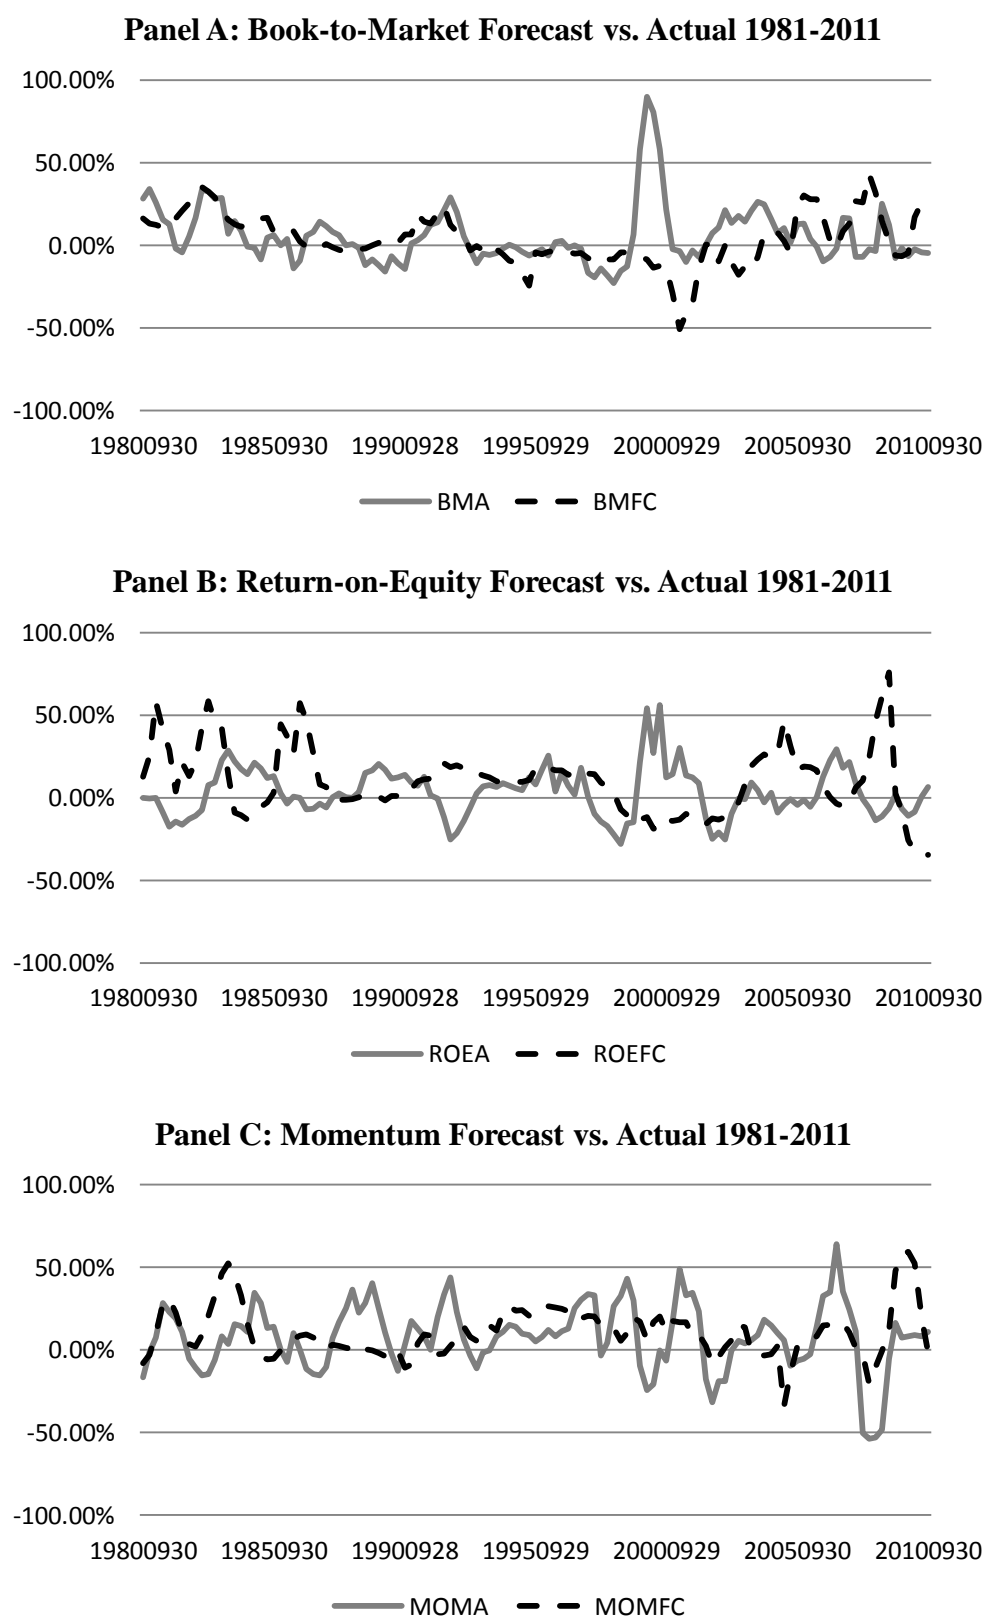 Panel A: Book-to-Market Forecast vs. Actual 1981-2011
100.00%
50.00%
0.00%
-50.00%
-100.00%
19800930 19850930 19900928 19950929 20000929 20050930 20100930
BMA BMFC
Panel B: Return-on-Equity Forecast vs. Actual 1981-2011
100.00%
50.00%
0.00%
-50.00%
-100.00%
19800930 19850930 19900928 19950929 20000929 20050930 20100930
ROEA ROEFC
Panel C: Momentum Forecast vs. Actual 1981-2011
100.00%
50.00%
0.00%
-50.00%
-100.00%
19800930 19850930 19900928 19950929 20000929 20050930 20100930
MOMA MOMFC